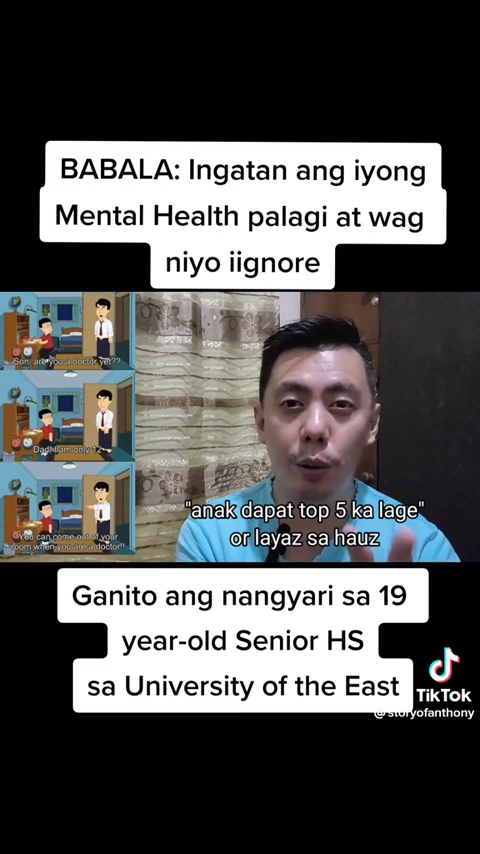 BABALA: Ingatan ang iyong
Mental Health palagi at wag
niyo iignore
Son, are you a doctor yet??
Dad, I am only 12.
You can come out of your
room when you are a doctor!!
"anak dapat top 5 ka lage"
or layaz sa hauz
Ganito ang nangyari sa 19
year-old Senior HS
sa University of the East
TikTok
@storyofanthony